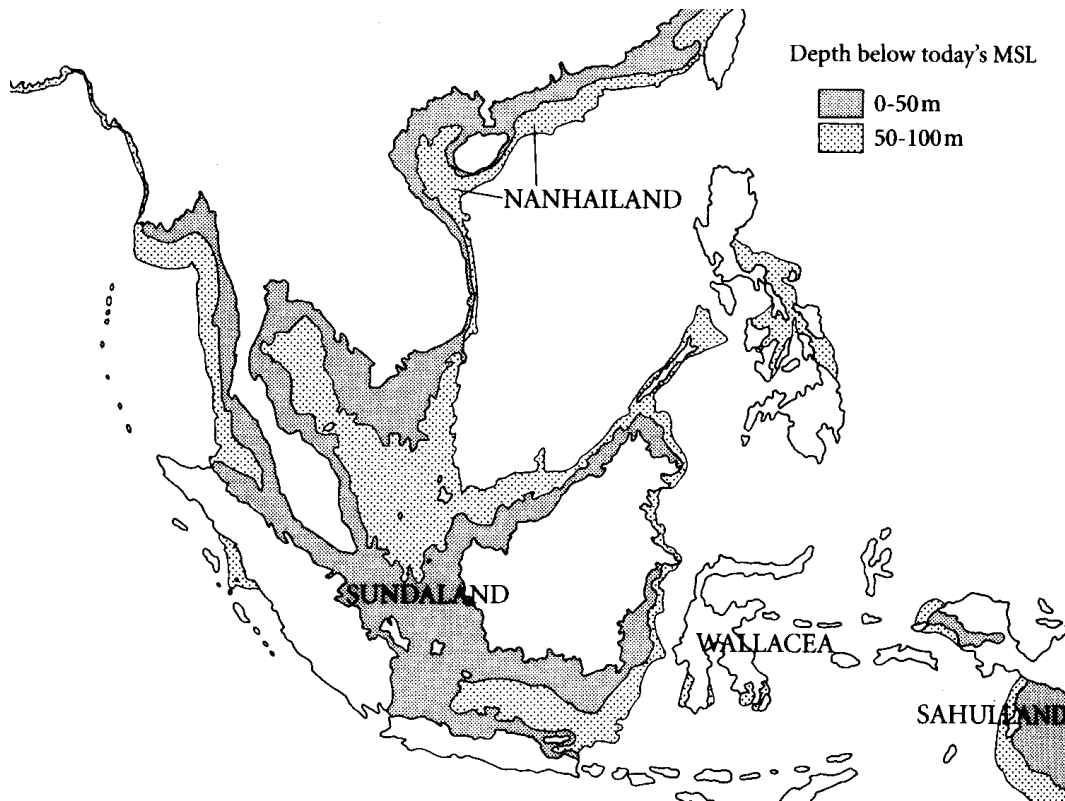 Depth below today's MSL
0-50m
50-100m
NANHAILAND
SUNDALAND
WALLACEA
SAHULLAND